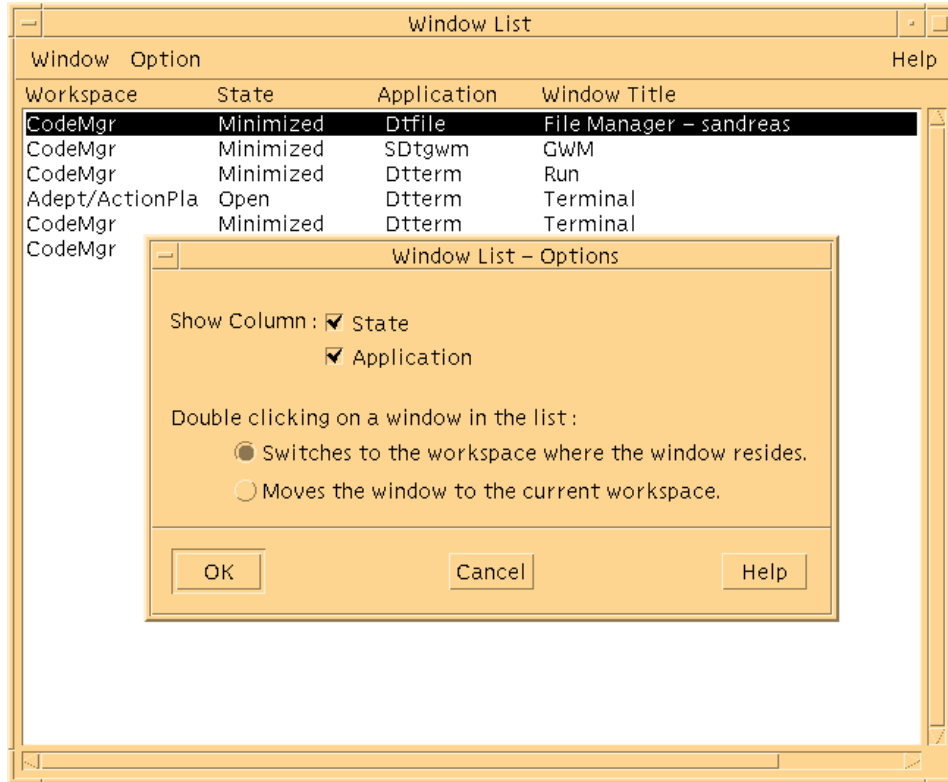 Window List
Window Option Help
Workspace State Application Window Title
CodeMgr Minimized Dtfile File Manager – sandreas
CodeMgr Minimized SDtgwm GWM
CodeMgr Minimized Dtterm Run
Adept/ActionPla Open Dtterm Terminal
CodeMgr Minimized Dtterm Terminal
CodeMgr
Window List – Options
Show Column : State
Application
Double clicking on a window in the list :
Switches to the workspace where the window resides.
Moves the window to the current workspace.
OK Cancel Help